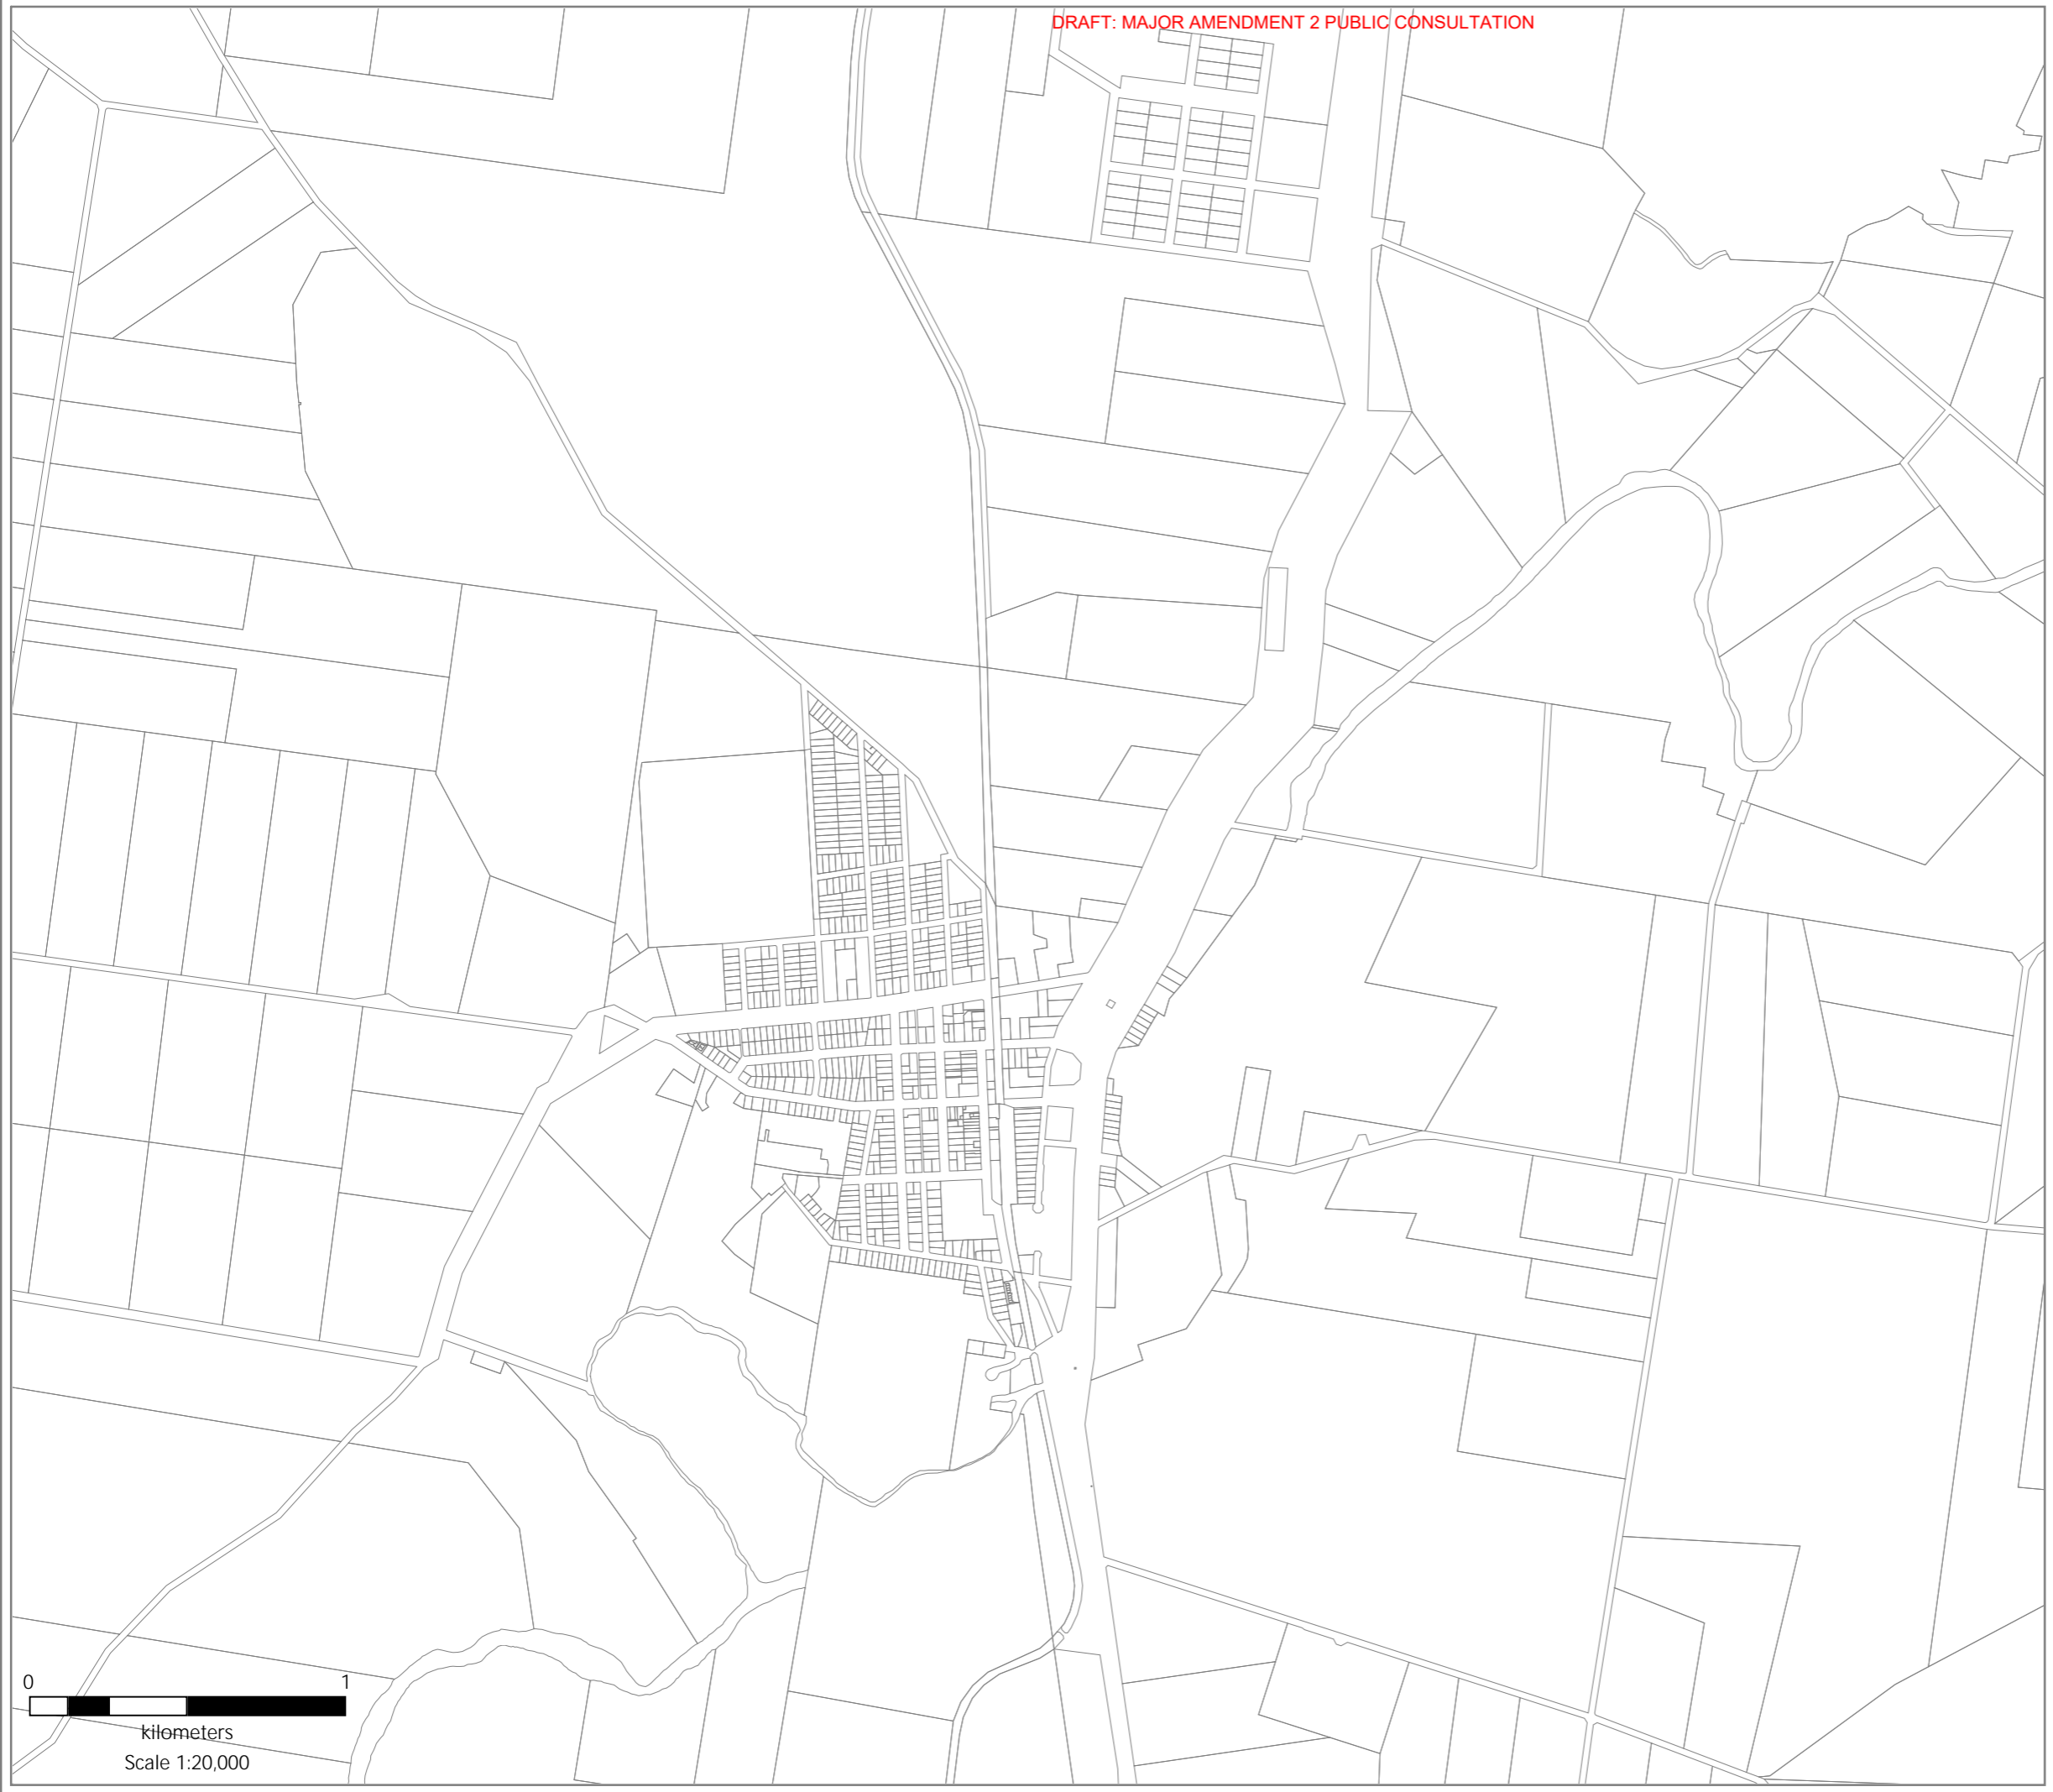 DRAFT: MAJOR AMENDMENT 2 PUBLIC CONSULTATION
0 1
kilometers
Scale 1:20,000